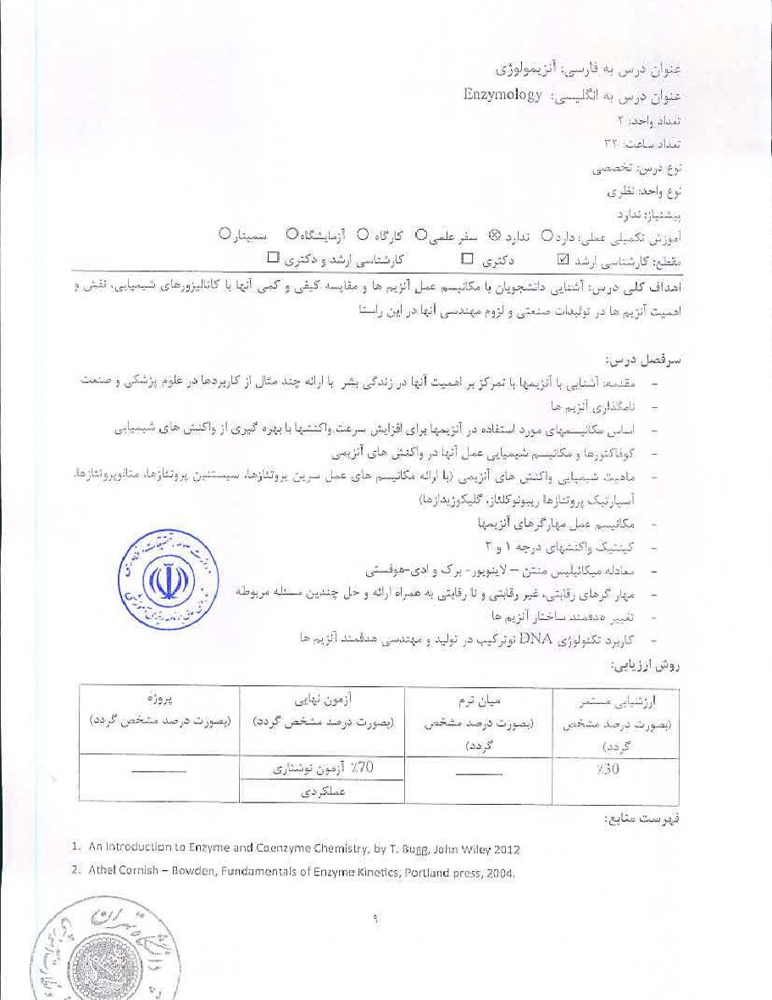 عنوان درس به فارسی: آنزیمولوژی
عنوان درس به انگلیسی: Enzymology
تعداد واحد: ۲
تعداد ساعت: ۳۲
نوع درس: تخصصی
نوع واحد: نظری
پیشنیاز: ندارد
آموزش تکمیلی عملی: دارد○ ندارد ⊗ سفر علمی○ کارگاه ○ آزمایشگاه○ سمینار○
مقطع: کارشناسی ارشد ☑ دکتری ☐ کارشناسی ارشد و دکتری ☐
اهداف کلی درس: آشنایی دانشجویان با مکانیسم عمل آنزیم ها و مقایسه کیفی و کمی آنها با کاتالیزورهای شیمیایی، نقش و
اهمیت آنزیم ها در تولیدات صنعتی و لزوم مهندسی آنها در این راستا
سرفصل درس:
- مقدمه: آشنایی با آنزیمها با تمرکز بر اهمیت آنها در زندگی بشر با ارائه چند مثال از کاربردها در علوم پزشکی و صنعت
- نامگذاری آنزیم ها
- اساس مکانیسمهای مورد استفاده در آنزیمها برای افزایش سرعت واکنشها با بهره گیری از واکنش های شیمیایی
- کوفاکتورها و مکانیسم شیمیایی عمل آنها در واکنش های آنزیمی
- ماهیت شیمیایی واکنش های آنزیمی (با ارائه مکانیسم های عمل سرین پروتئازها، سیستئین پروتئازها، متالوپروتئازها،
آسپارتیک پروتئازها ریبونوکلئاز، گلیکوزیدازها)
- مکانیسم عمل مهارگرهای آنزیمها
- کینتیک واکنشهای درجه ۱ و ۲
- معادله میکائیلیس منتن – لاینویور- برک و ادی-هوفستی
- مهار گرهای رقابتی، غیر رقابتی و نا رقابتی به همراه ارائه و حل چندین مسئله مربوطه
- تغییر هدفمند ساختار آنزیم ها
- کاربرد تکنولوژی DNA نوترکیب در تولید و مهندسی هدفمند آنزیم ها
روش ارزیابی:
ارزشیابی مستمر میان ترم آزمون نهایی پروژه
(بصورت درصد مشخص (بصورت درصد مشخص (بصورت درصد مشخص گردد) (بصورت درصد مشخص گردد)
گردد) گردد)
٪30 ——— ٪70 آزمون نوشتاری ———
عملکردی
فهرست منابع:
1. An Introduction to Enzyme and Coenzyme Chemistry, by T. Bugg, John Wiley 2012
2. Athel Cornish – Bowden, Fundamentals of Enzyme Kinetics, Portland press, 2004.
۹
دانشگاه تهران